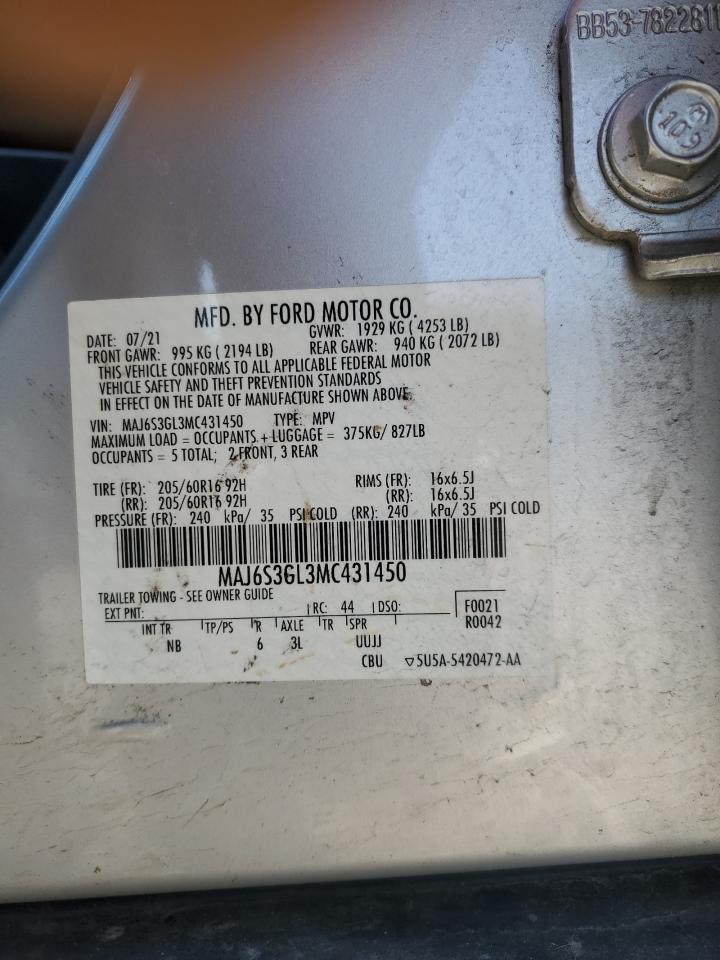 BB53-7822811
10.9
MFD. BY FORD MOTOR CO.
DATE: 07/21 GVWR: 1929 KG ( 4253 LB)
FRONT GAWR: 995 KG ( 2194 LB) REAR GAWR: 940 KG ( 2072 LB)
THIS VEHICLE CONFORMS TO ALL APPLICABLE FEDERAL MOTOR
VEHICLE SAFETY AND THEFT PREVENTION STANDARDS
IN EFFECT ON THE DATE OF MANUFACTURE SHOWN ABOVE.
VIN: MAJ6S3GL3MC431450 TYPE: MPV
MAXIMUM LOAD = OCCUPANTS + LUGGAGE = 375KG/ 827LB
OCCUPANTS = 5 TOTAL; 2 FRONT, 3 REAR
TIRE (FR): 205/60R16 92H RIMS (FR): 16x6.5J
(RR): 205/60R16 92H (RR): 16x6.5J
PRESSURE (FR): 240 kPa/ 35 PSI COLD (RR): 240 kPa/ 35 PSI COLD
MAJ6S3GL3MC431450
TRAILER TOWING - SEE OWNER GUIDE
EXT PNT: RC: 44 DSO: F0021
R0042
INT TR TP/PS R AXLE TR SPR
NB 6 3L UUJJ
CBU ▽5U5A-5420472-AA